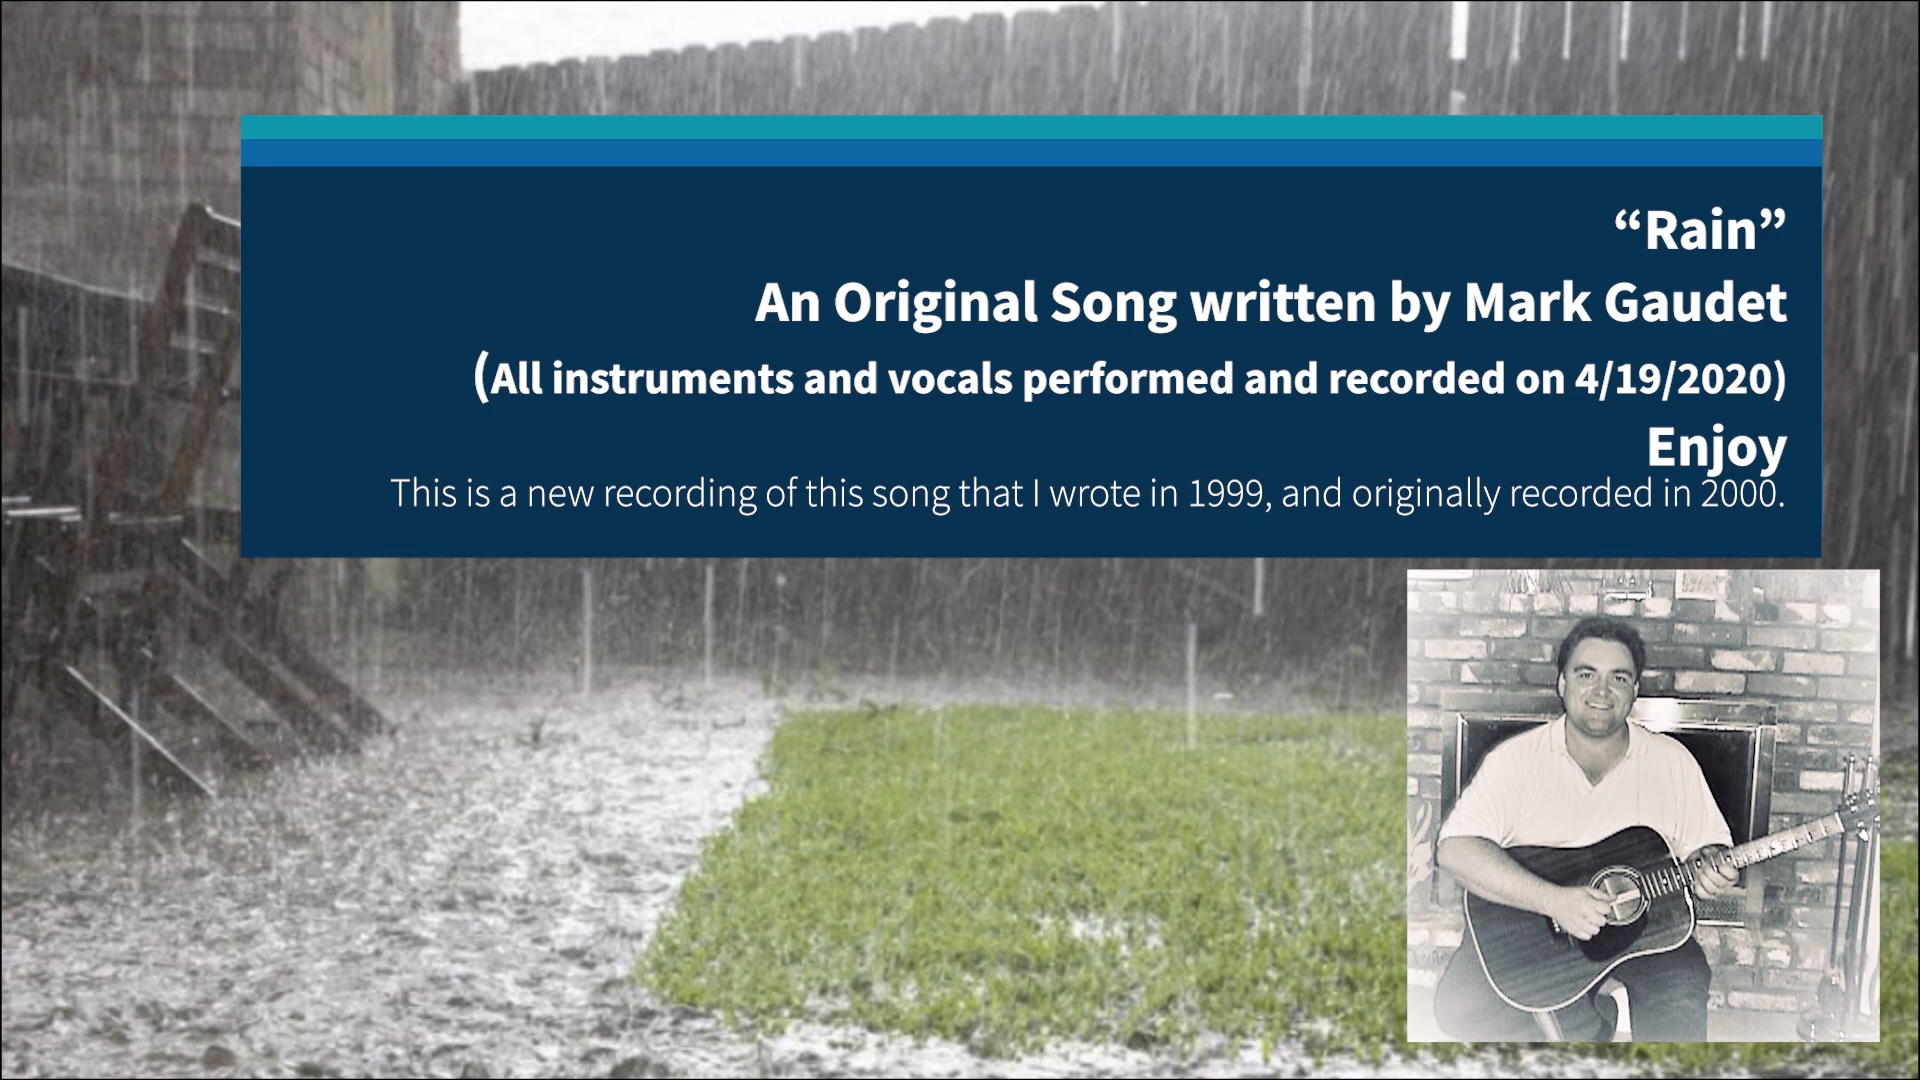 “Rain”
An Original Song written by Mark Gaudet
(All instruments and vocals performed and recorded on 4/19/2020)
Enjoy
This is a new recording of this song that I wrote in 1999, and originally recorded in 2000.